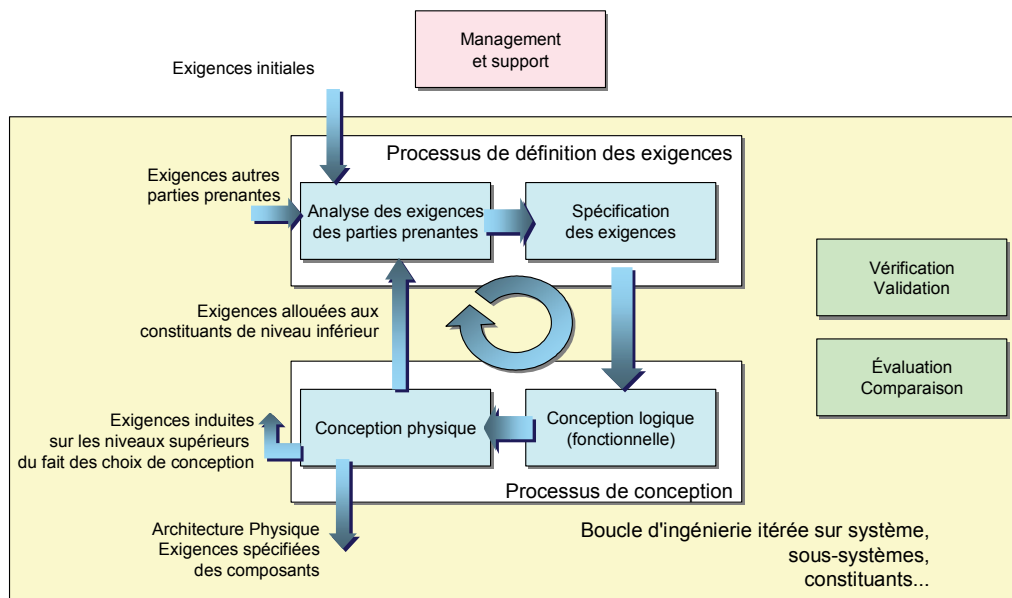 Management
et support
Exigences initiales
Processus de définition des exigences
Exigences autres
parties prenantes
Analyse des exigences
des parties prenantes
Spécification
des exigences
Vérification
Validation
Exigences allouées aux
constituants de niveau inférieur
Évaluation
Comparaison
Exigences induites
sur les niveaux supérieurs
du fait des choix de conception
Conception physique
Conception logique
(fonctionnelle)
Processus de conception
Architecture Physique
Exigences spécifiées
des composants
Boucle d'ingénierie itérée sur système,
sous-systèmes,
constituants...